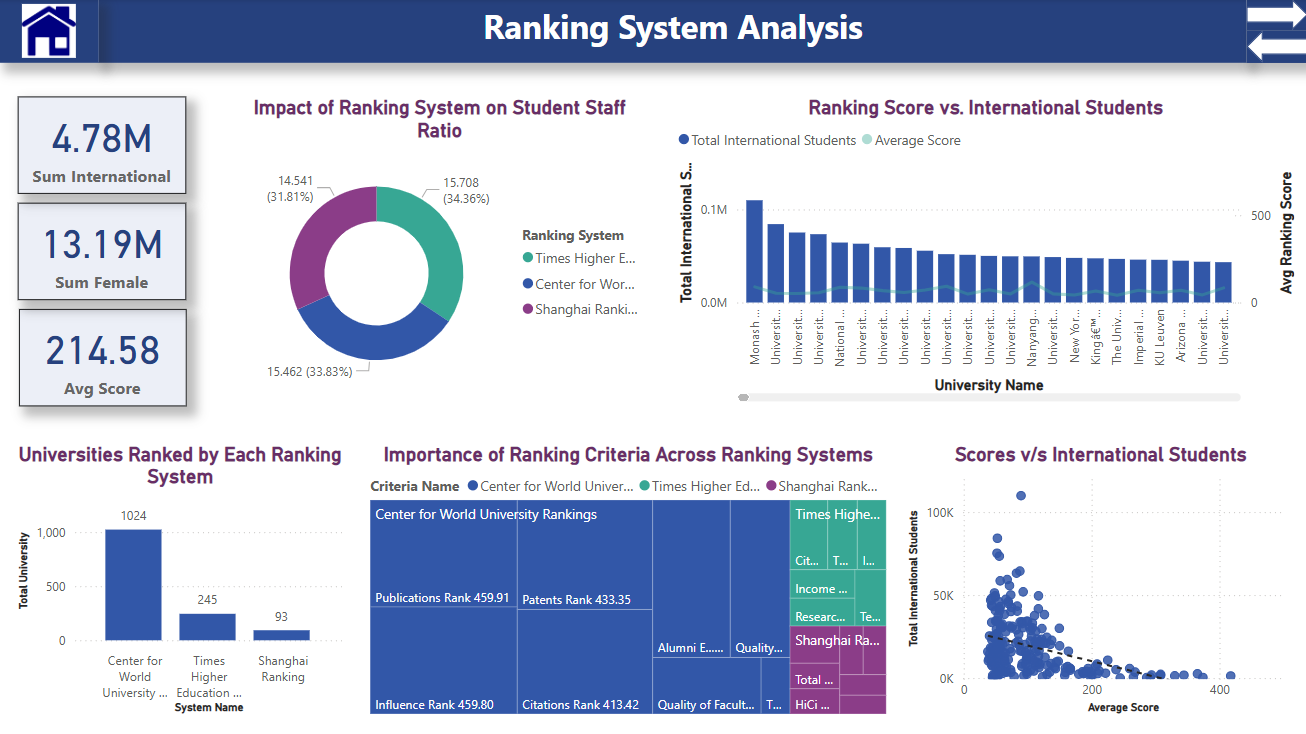 Ranking System Analysis
4.78M
Sum International
13.19M
Sum Female
214.58
Avg Score
Impact of Ranking System on Student Staff
Ratio
14.541
(31.81%)
15.708
(34.36%)
15.462 (33.83%)
Ranking System
Times Higher E...
Center for Wor...
Shanghai Ranki...
Ranking Score vs. International Students
Total International Students
Average Score
Total International S...
0.1M
0.0M
500
0
Avg Ranking Score
Monash ...
Universit...
Universit...
Universit...
National ...
Universit...
Universit...
Universit...
Universit...
Universit...
Universit...
Universit...
Universit...
Nanyang...
Universit...
New Yor...
Kingâ€™...
The Univ...
Imperial ...
KU Leuven
Arizona ...
Universit...
Universit...
University Name
Universities Ranked by Each Ranking
System
Total University
1,000
500
0
1024
245
93
Center for
World
University ...
Times
Higher
Education ...
Shanghai
Ranking
System Name
Importance of Ranking Criteria Across Ranking Systems
Criteria Name
Center for World Univer...
Times Higher Ed...
Shanghai Rank...
Center for World University Rankings
Publications Rank 459.91
Patents Rank 433.35
Influence Rank 459.80
Citations Rank 413.42
Alumni E......
Quality...
Quality of Facult...
T...
Times Highe...
Cit...
T...
I...
Income ...
Researc...
Te...
Shanghai Ra...
Total ...
HiCi ...
Scores v/s International Students
Total International Students
100K
50K
0K
0
200
400
Average Score